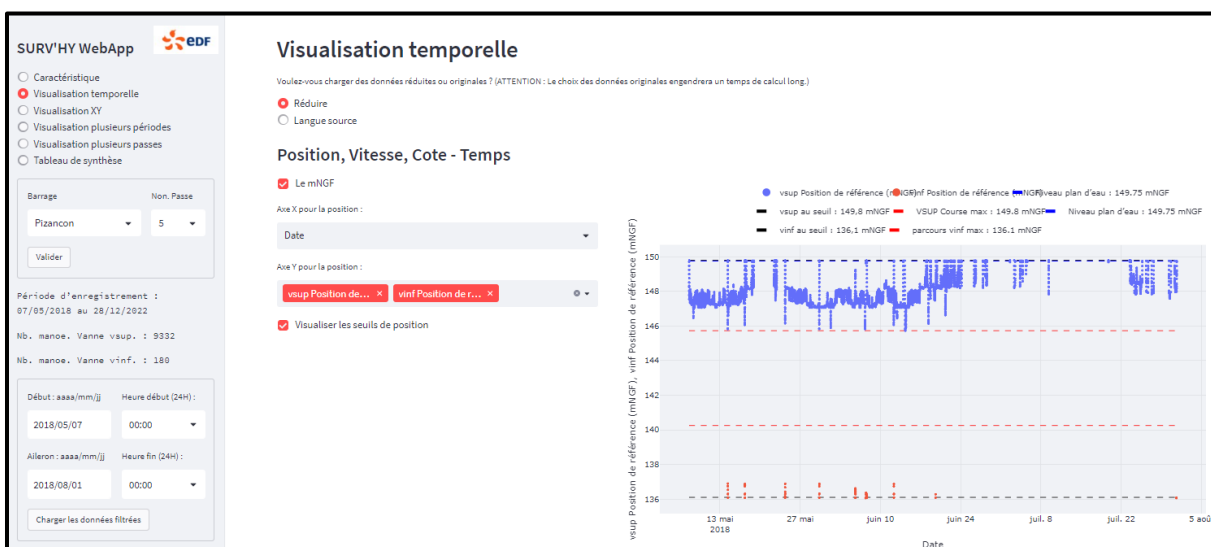 SURV'HY WebApp
edF
Caractéristique
Visualisation temporelle
Visualisation XY
Visualisation plusieurs périodes
Visualisation plusieurs passes
Tableau de synthèse
Barrage
Non. Passe
Pizancon
5
Valider
Période d'enregistrement :
07/05/2018 au 28/12/2022
Nb. manoe. Vanne vsup. : 9332
Nb. manoe. Vanne vinf. : 180
Début : aaaa/mm/jj
Heure début (24H) :
2018/05/07
00:00
Aileron : aaaa/mm/jj
Heure fin (24H) :
2018/08/01
00:00
Charger les données filtrées
Visualisation temporelle
Voulez-vous charger des données réduites ou originales ? (ATTENTION : Le choix des données originales engendrera un temps de calcul long.)
Réduire
Langue source
Position, Vitesse, Cote - Temps
Le mNGF
Axe X pour la position :
Date
Axe Y pour la position :
vsup Position de... ×
vinf Position de r... ×
Visualiser les seuils de position
vsup Position de référence (mNGF)
vinf Position de référence (mNGF)
Niveau plan d'eau : 149.75 mNGF
vsup au seuil : 149,8 mNGF
VSUP Course max : 149.8 mNGF
Niveau plan d'eau : 149.75 mNGF
vinf au seuil : 136,1 mNGF
parcours vinf max : 136.1 mNGF
vsup Position de référence (mNGF), vinf Position de référence (mNGF)
150
148
146
144
142
140
138
136
13 mai
2018
27 mai
juin 10
juin 24
juil. 8
juil. 22
5 aoû
Date